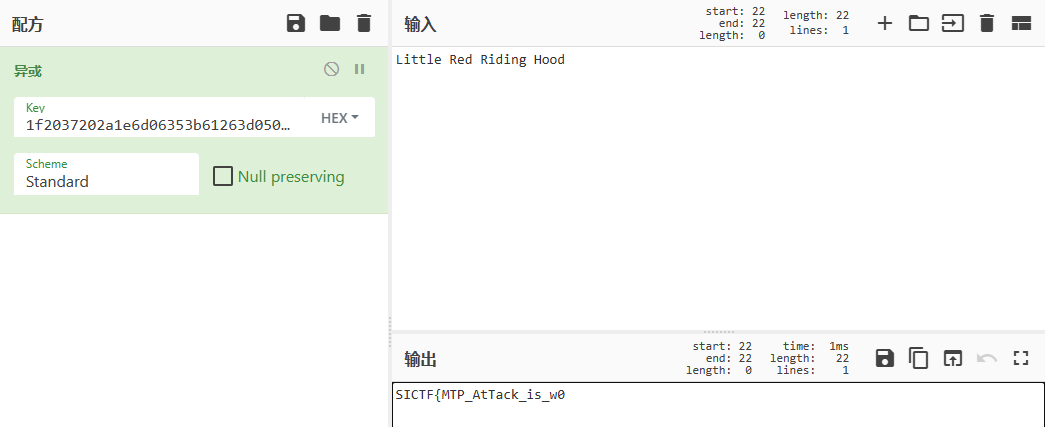 配方
异或
Key
1f2037202a1e6d06353b61263d050...
HEX
Scheme
Standard
Null preserving
输入
start: 22
end: 22
length: 0
length: 22
lines: 1
Little Red Riding Hood
输出
start: 22
end: 22
length: 0
time: 1ms
length: 22
lines: 1
SICTF{MTP_AtTack_is_w0